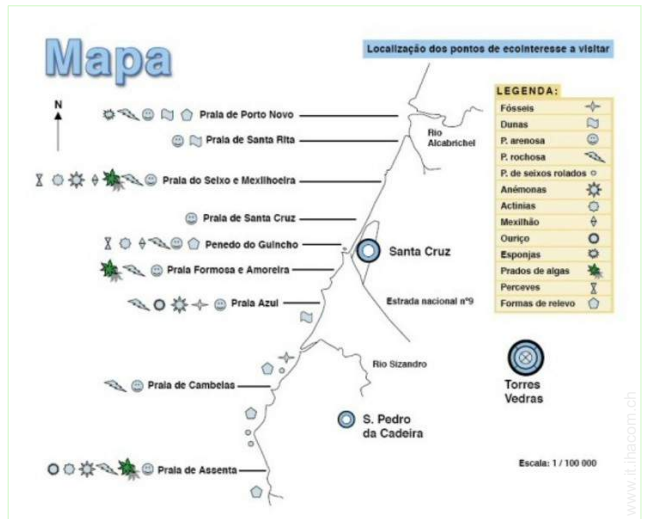 Mapa
Localização dos pontos de ecointeresse a visitar
N
LEGENDA:
Fósseis
Dunas
P. arenosa
P. rochosa
P. de seixos rolados
Anémonas
Actinias
Mexilhão
Ouriço
Esponjas
Prados de algas
Perceves
Formas de relevo
Praia de Porto Novo
Rio
Alcabrichel
Praia de Santa Rita
Praia do Seixo e Mexilhoeira
Praia de Santa Cruz
Penedo do Guincho
Santa Cruz
Praia Formosa e Amoreira
Praia Azul
Estrada nacional nº9
Rio Sizandro
Torres
Vedras
Praia de Cambelas
S. Pedro
da Cadeira
Praia de Assenta
Escala: 1 / 100 000
www.it.lhacom.ch